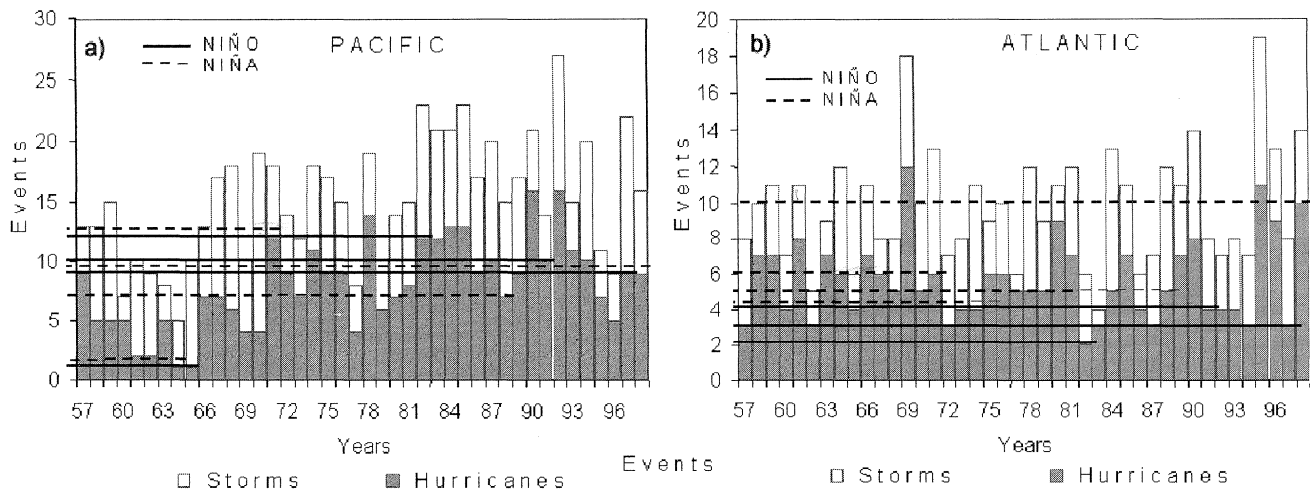 a)
NIÑO
NIÑA
PACIFIC
Events
30
25
20
15
10
5
0
57 60 63 66 69 72 75 78 81 84 87 90 93 96
Years
Storms Hurricanes
b)
ATLANTIC
NIÑO
NIÑA
Events
20
18
16
14
12
10
8
6
4
2
0
57 60 63 66 69 72 75 78 81 84 87 90 93 96
Years
Events
Storms Hurricanes